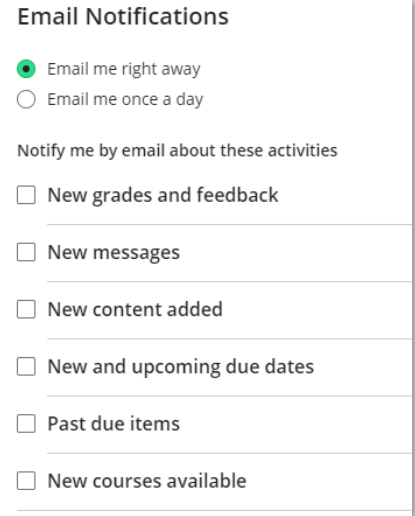 Email Notifications
Email me right away
Email me once a day
Notify me by email about these activities
New grades and feedback
New messages
New content added
New and upcoming due dates
Past due items
New courses available